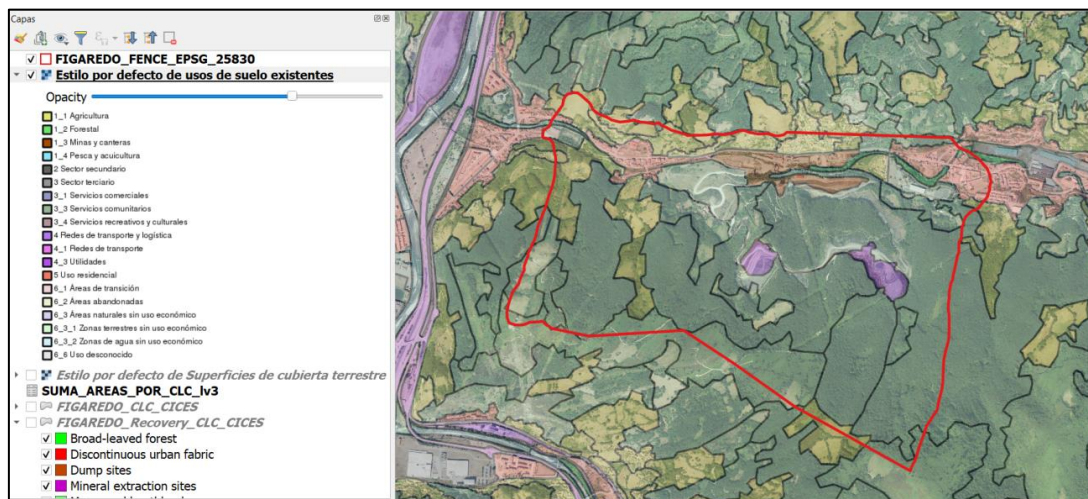 Capas
FIGAREDO_FENCE_EPSG_25830
Estilo por defecto de usos de suelo existentes
Opacity
1_1 Agricultura
1_2 Forestal
1_3 Minas y canteras
1_4 Pesca y acuicultura
2 Sector secundario
3 Sector terciario
3_1 Servicios comerciales
3_3 Servicios comunitarios
3_4 Servicios recreativos y culturales
4 Redes de transporte y logística
4_1 Redes de transporte
4_3 Utilidades
5 Uso residencial
6_1 Áreas de transición
6_2 Áreas abandonadas
6_3 Áreas naturales sin uso económico
6_3_1 Zonas terrestres sin uso económico
6_3_2 Zonas de agua sin uso económico
6_6 Uso desconocido
Estilo por defecto de Superficies de cubierta terrestre
SUMA_AREAS_POR_CLC_lv3
FIGAREDO_CLC_CICES
FIGAREDO_Recovery_CLC_CICES
Broad-leaved forest
Discontinuous urban fabric
Dump sites
Mineral extraction sites